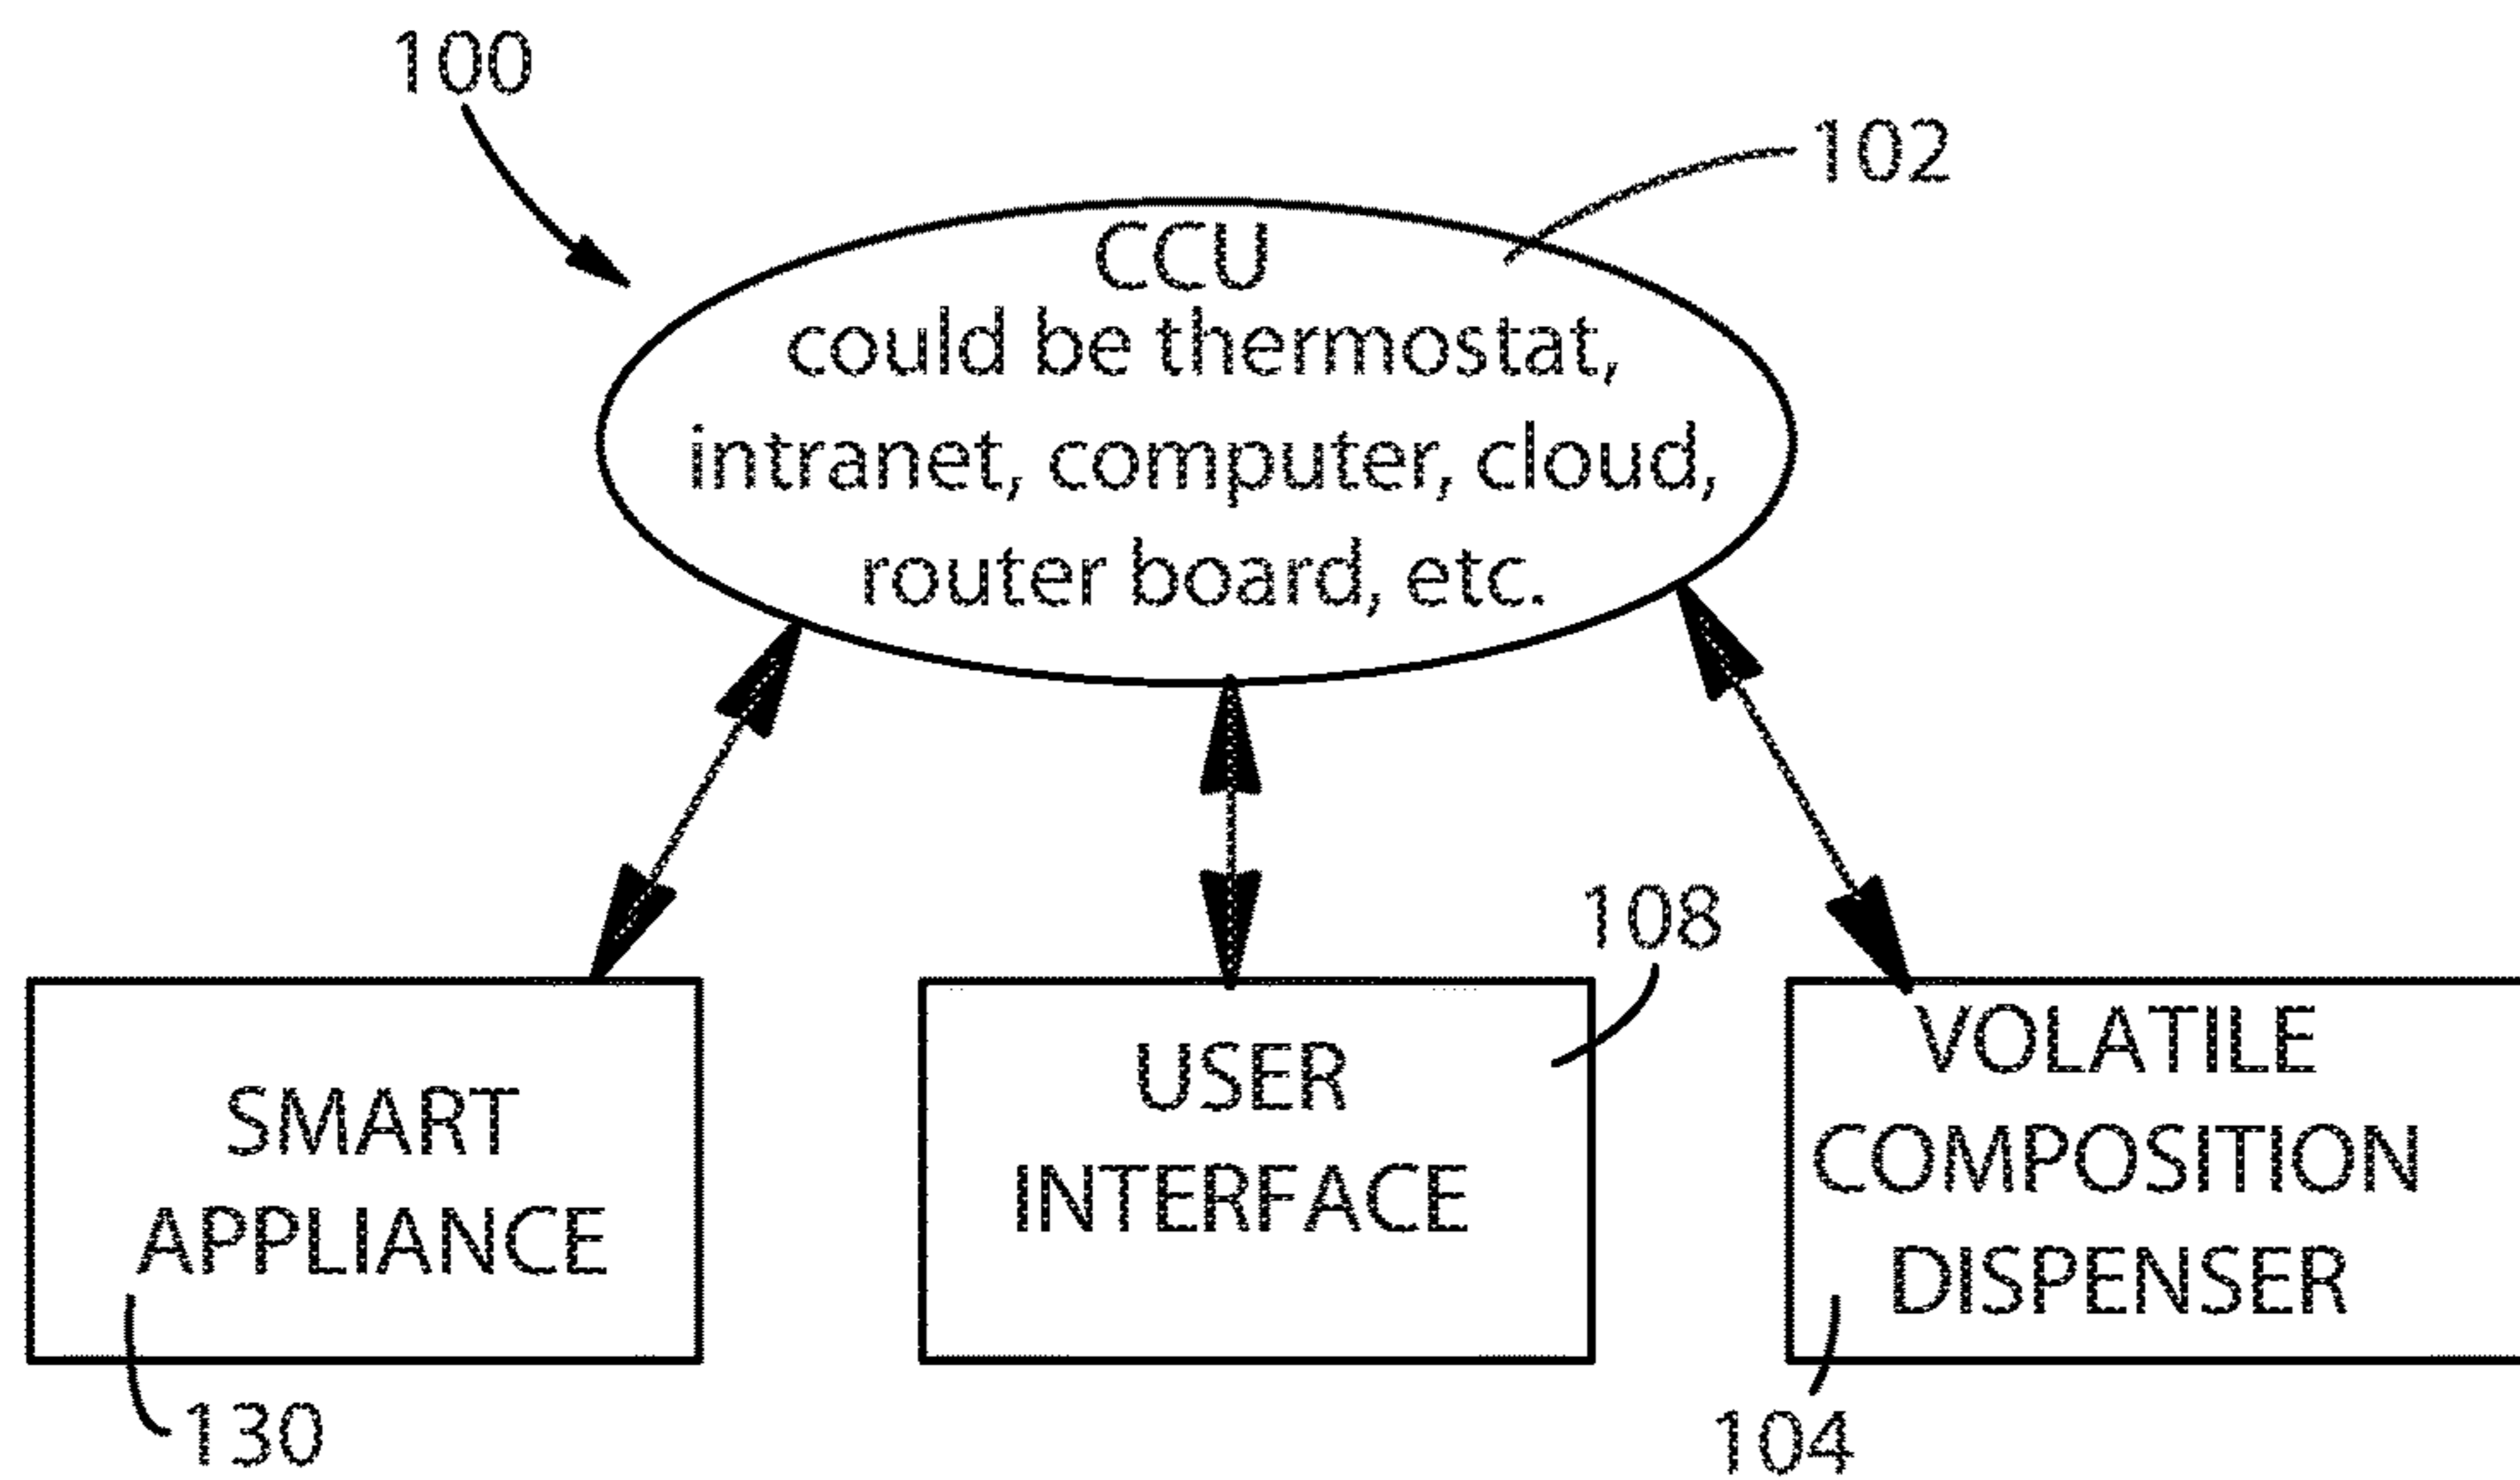 100
102
CCU
could be thermostat,
intranet, computer, cloud,
router board, etc.
108
SMART
APPLIANCE
USER
INTERFACE
VOLATILE
COMPOSITION
DISPENSER
130
104